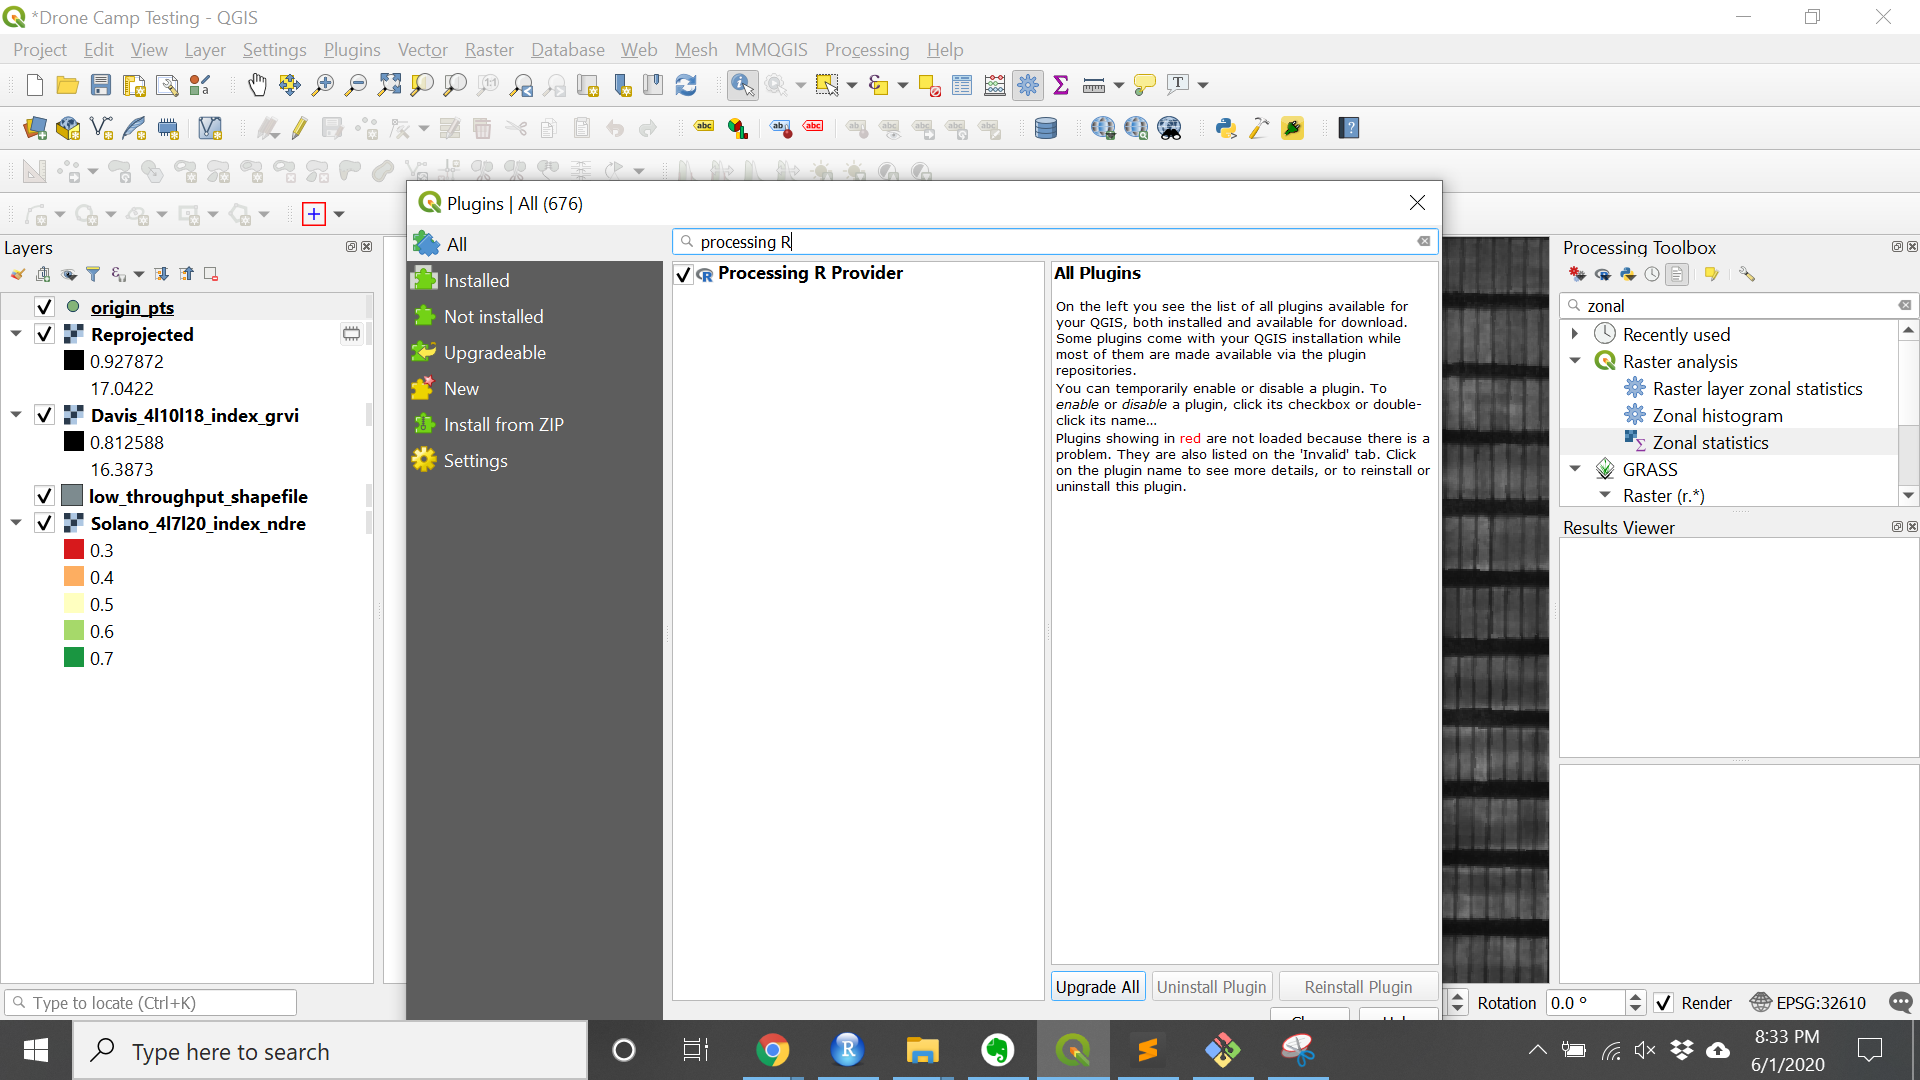 *Drone Camp Testing - QGIS
Project Edit View Layer Settings Plugins Vector Raster Database Web Mesh MMQGIS Processing Help
Layers
origin_pts
Reprojected
0.927872
17.0422
Davis_4l10l18_index_grvi
0.812588
16.3873
low_throughput_shapefile
Solano_4l7l20_index_ndre
0.3
0.4
0.5
0.6
0.7
Plugins | All (676)
All
Installed
Not installed
Upgradeable
New
Install from ZIP
Settings
processing R
Processing R Provider
All Plugins
On the left you see the list of all plugins available for
your QGIS, both installed and available for download.
Some plugins come with your QGIS installation while
most of them are made available via the plugin
repositories.
You can temporarily enable or disable a plugin. To
enable or disable a plugin, click its checkbox or double-
click its name...
Plugins showing in red are not loaded because there is a
problem. They are also listed on the 'Invalid' tab. Click
on the plugin name to see more details, or to reinstall or
uninstall this plugin.
Upgrade All Uninstall Plugin Reinstall Plugin
Processing Toolbox
zonal
Recently used
Raster analysis
Raster layer zonal statistics
Zonal histogram
Zonal statistics
GRASS
Raster (r.*)
Results Viewer
Type to locate (Ctrl+K)
Rotation 0.0 ° Render EPSG:32610
Type here to search
8:33 PM
6/1/2020